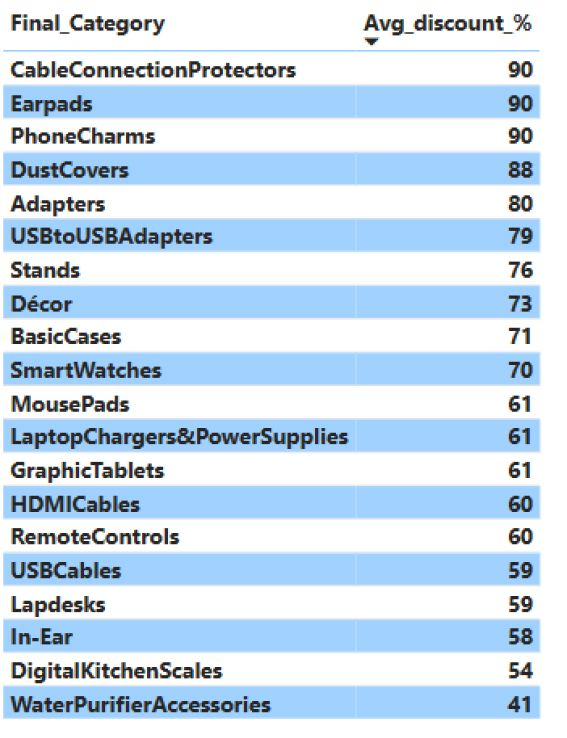 Final_Category Avg_discount_%
CableConnectionProtectors 90
Earpads 90
PhoneCharms 90
DustCovers 88
Adapters 80
USBtoUSBAdapters 79
Stands 76
Décor 73
BasicCases 71
SmartWatches 70
MousePads 61
LaptopChargers&PowerSupplies 61
GraphicTablets 61
HDMICables 60
RemoteControls 60
USBCables 59
Lapdesks 59
In-Ear 58
DigitalKitchenScales 54
WaterPurifierAccessories 41